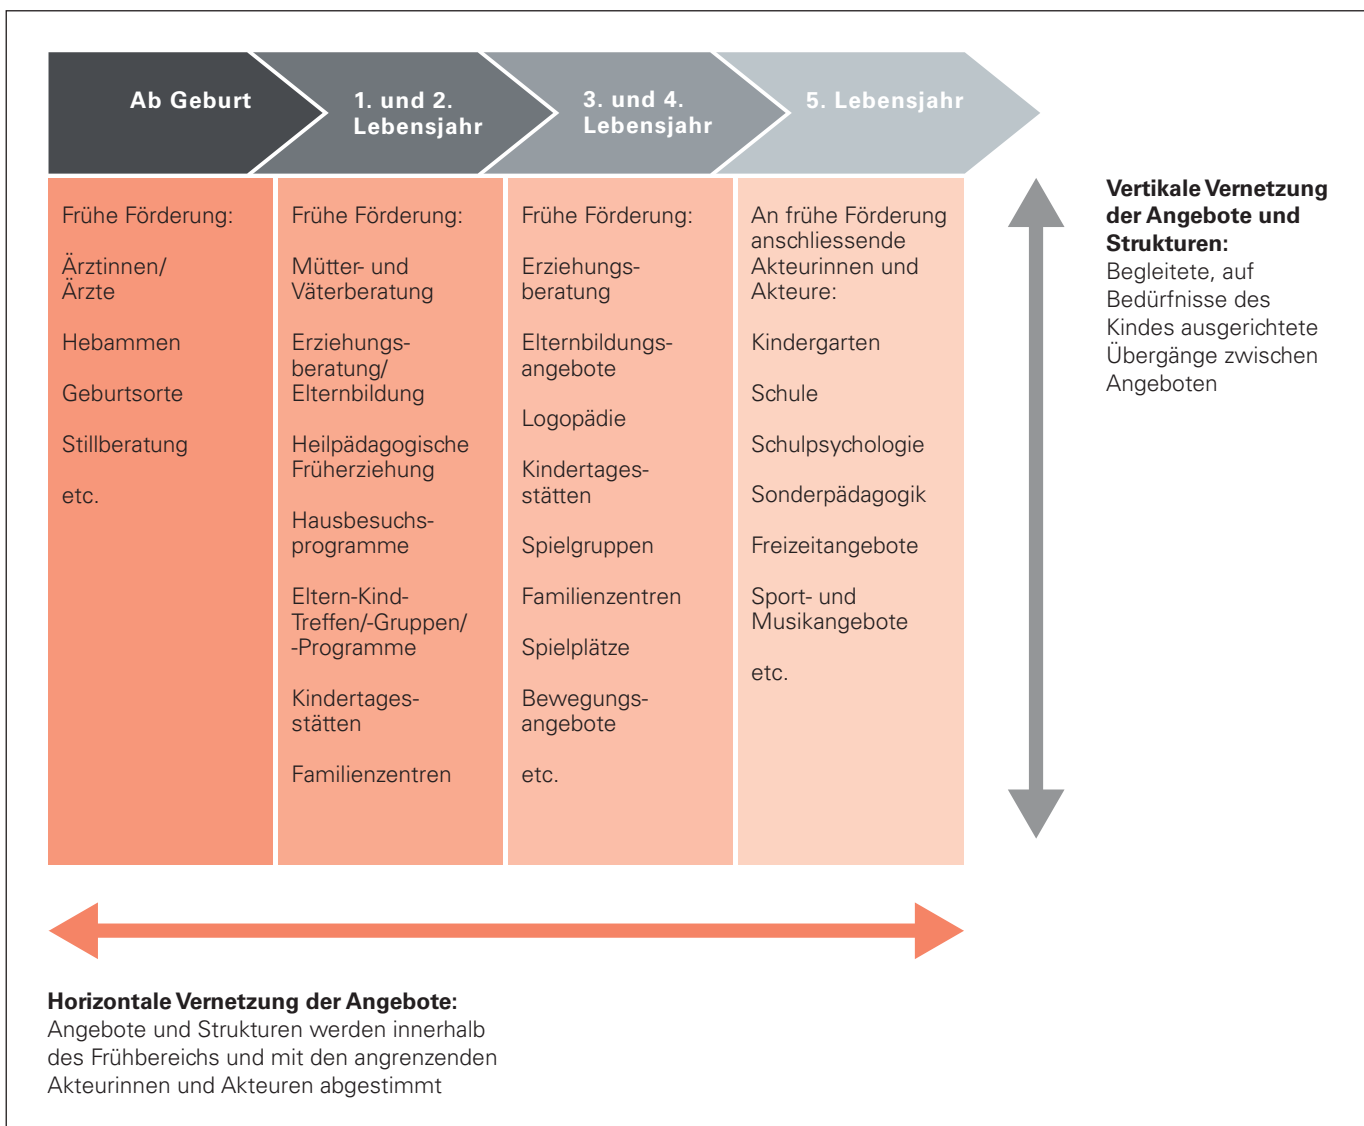 Ab Geburt
1. und 2.
Lebensjahr
3. und 4.
Lebensjahr
5. Lebensjahr
Frühe Förderung:
Ärztinnen/
Ärzte
Hebammen
Geburtsorte
Stillberatung
etc.
Frühe Förderung:
Mütter- und
Väterberatung
Erziehungs-
beratung/
Elternbildung
Heilpädagogische
Früherziehung
Hausbesuchs-
programme
Eltern-Kind-
Treffen/-Gruppen/
-Programme
Kindertages-
stätten
Familienzentren
Frühe Förderung:
Erziehungs-
beratung
Elternbildungs-
angebote
Logopädie
Kindertages-
stätten
Spielgruppen
Familienzentren
Spielplätze
Bewegungs-
angebote
etc.
An frühe Förderung
anschliessende
Akteurinnen und
Akteure:
Kindergarten
Schule
Schulpsychologie
Sonderpädagogik
Freizeitangebote
Sport- und
Musikangebote
etc.
Vertikale Vernetzung
der Angebote und
Strukturen:
Begleitete, auf
Bedürfnisse des
Kindes ausgerichtete
Übergänge zwischen
Angeboten
Horizontale Vernetzung der Angebote:
Angebote und Strukturen werden innerhalb
des Frühbereichs und mit den angrenzenden
Akteurinnen und Akteuren abgestimmt